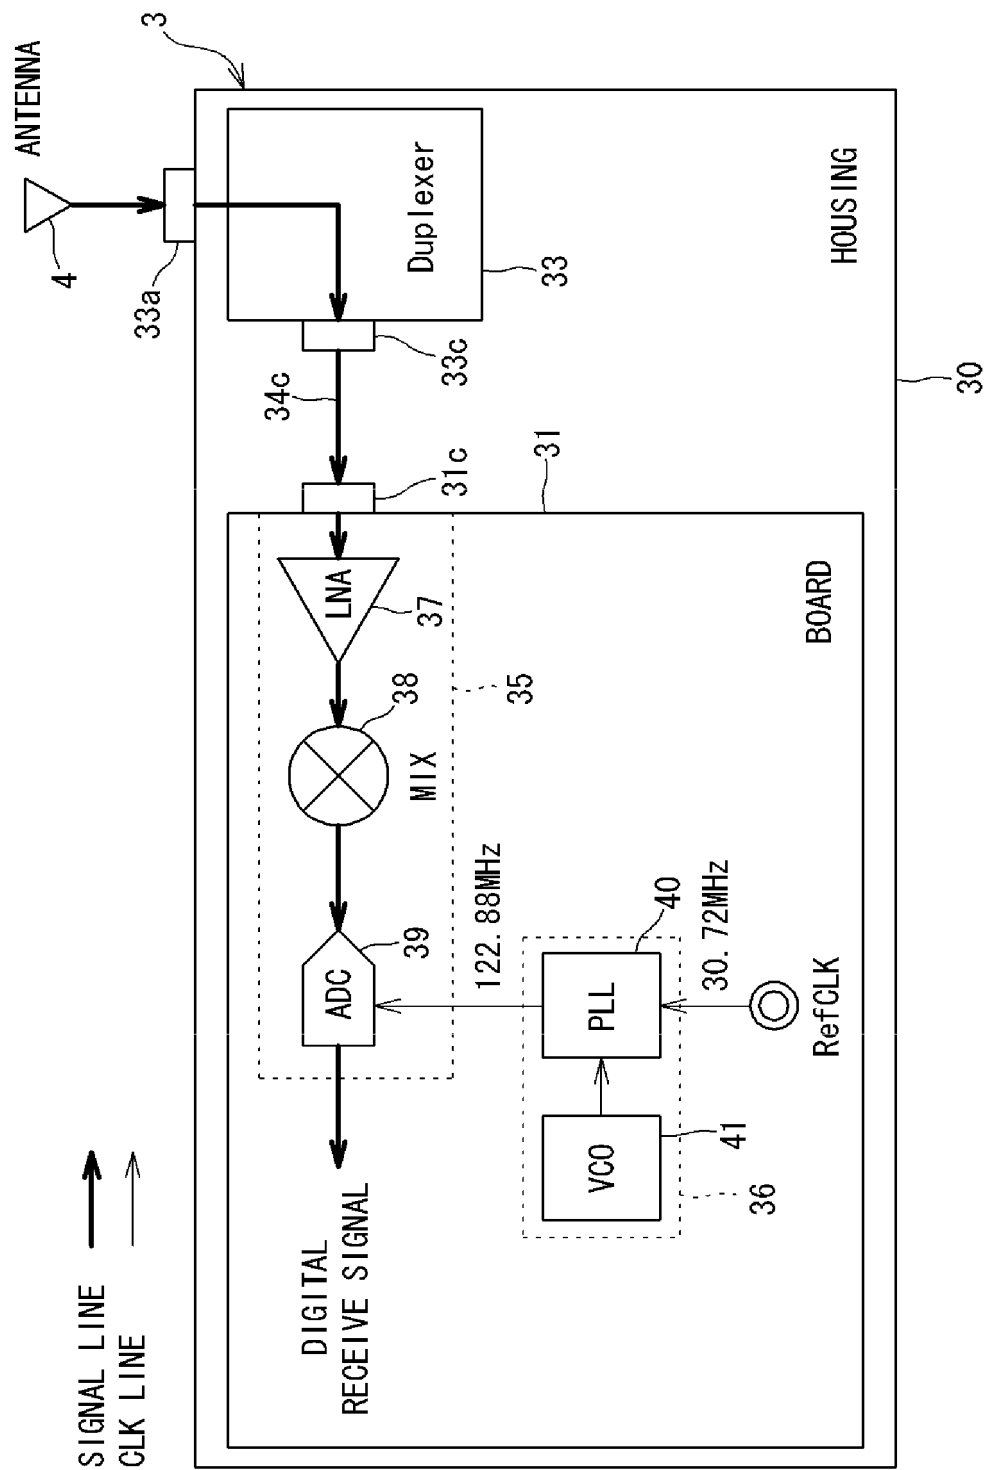 SIGNAL LINE
CLK LINE
ANTENNA
3
4
33a
Duplexer
33
33c
34c
31c
31
HOUSING
30
LNA
37
38
MIX
35
BOARD
ADC
39
122.88MHz
40
30.72MHz
PLL
RefCLK
VCO
41
36
DIGITAL
RECEIVE SIGNAL